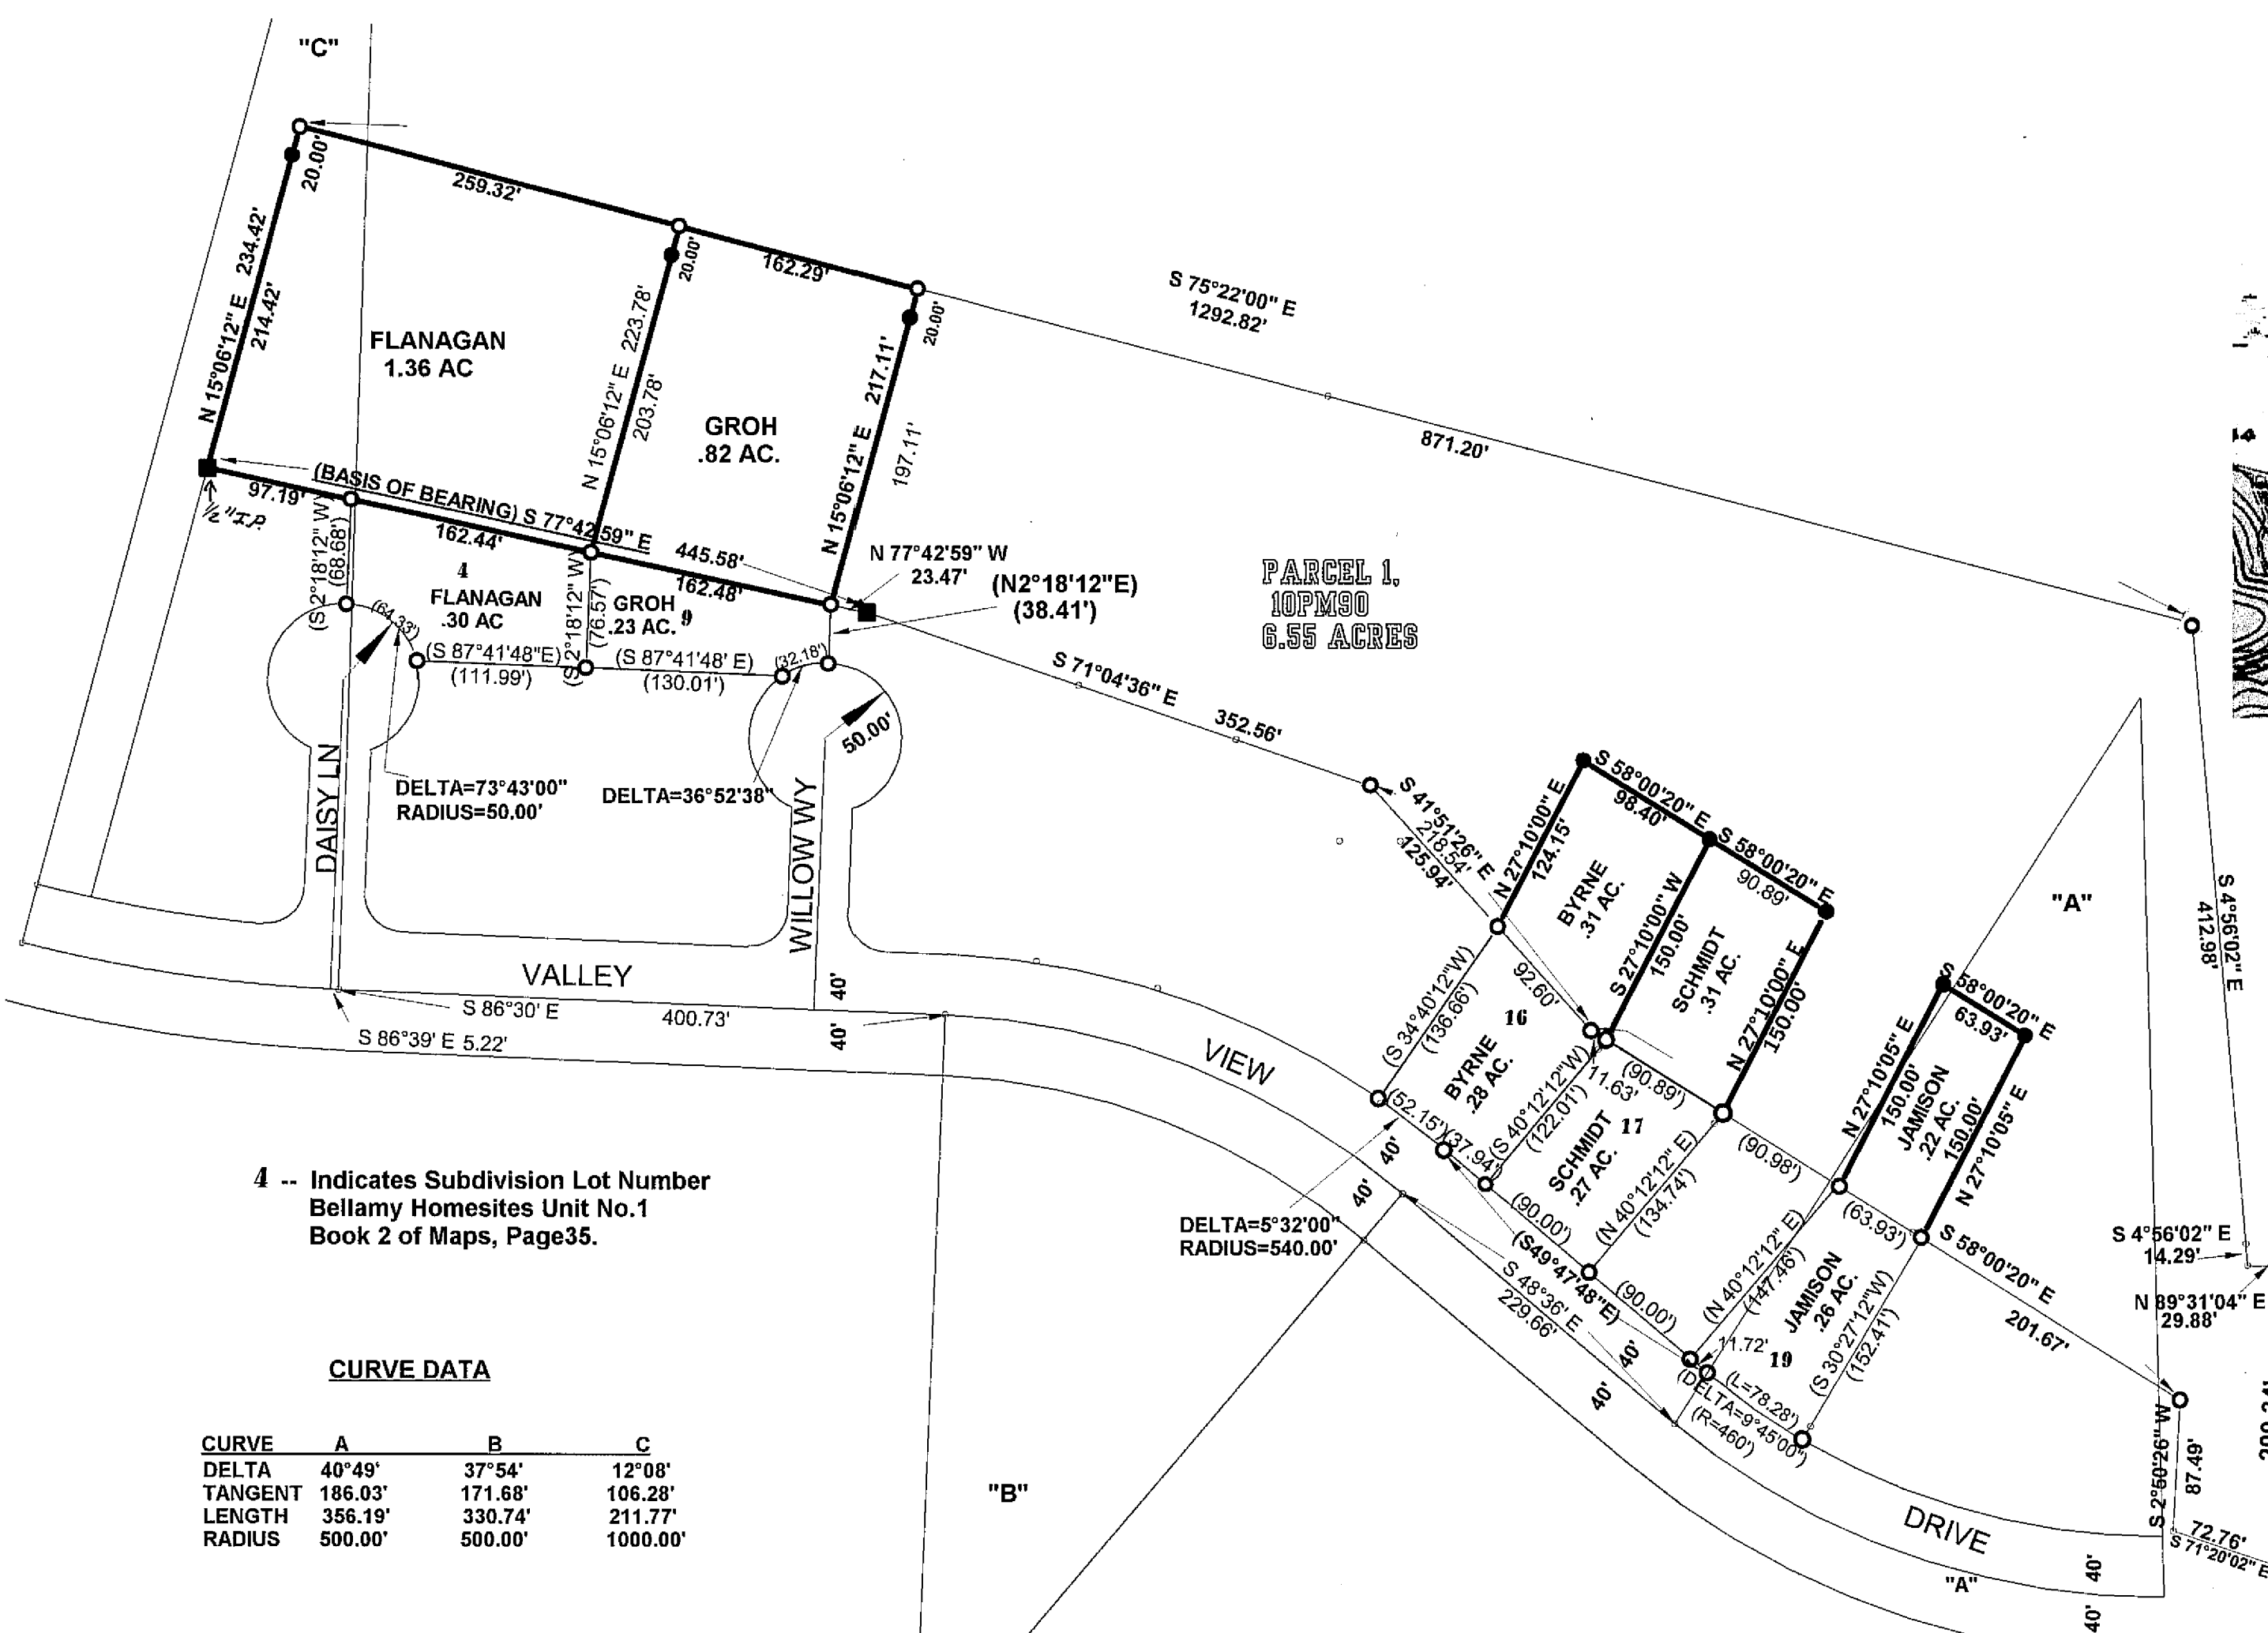 "C"
20.00'
259.32'
N 15°06'12" E 234.42'
214.42'
FLANAGAN
1.36 AC
20.00'
162.29'
N 15°06'12" E 223.78'
203.78'
GROH
.82 AC.
20.00'
N 15°06'12" E 217.11'
197.11'
S 75°22'00" E
1292.82'
871.20'
(BASIS OF BEARING) S 77°42'59" E
445.58'
97.19'
1/2" I.P.
162.44'
162.48'
N 77°42'59" W
23.47'
(N2°18'12"E)
(38.41')
(S 2°18'12" W)
(68.68')
4
FLANAGAN
.30 AC
(64.33')
(S 2°18'12" W)
(76.57')
GROH
.23 AC. 9
(S 87°41'48"E)
(111.99')
(S 87°41'48' E)
(130.01')
(32.18')
50.00'
PARCEL 1,
10PM90
6.55 ACRES
S 71°04'36" E
352.56'
DAISY LN
DELTA=73°43'00"
RADIUS=50.00'
DELTA=36°52'38"
WILLOW WY
S 41°51'26" E
218.54'
125.94'
92.60'
N 27°10'00" E
124.15'
S 58°00'20" E
98.40'
BYRNE
.31 AC.
S 58°00'20" E
90.89'
S 27°10'00" W
150.00'
SCHMIDT
.31 AC.
N 27°10'00" E
150.00'
"A"
S 4°56'02" E
412.98'
S 58°00'20" E
63.93'
N 27°10'05" E
150.00'
JAMISON
.22 AC.
150.00'
N 27°10'05" E
VALLEY
40'
40'
S 86°30' E
400.73'
S 86°39' E 5.22'
VIEW
(S 34°40'12"W)
(136.66')
16
BYRNE
.28 AC.
(S 40°12'12"W)
(122.01')
11.63'
(90.89')
17
SCHMIDT
.27 AC.
(N 40°12'12" E)
(134.74')
(90.98')
(52.15')
(37.94')
40'
40'
(90.00')
(S49°47'48"E)
(90.00')
DELTA=5°32'00"
RADIUS=540.00'
S 48°36' E
229.66'
40'
40'
(N 40°12'12" E)
(147.46')
(63.93')
S 58°00'20" E
201.67'
JAMISON
.26 AC.
19
(S 30°27'12"W)
(152.41')
11.72'
(L=78.28')
(DELTA=9°45'00")
(R=460')
S 4°56'02" E
14.29'
N 89°31'04" E
29.88'
S 2°50'26" W
87.49'
72.76'
S 71°20'02" E
DRIVE
"A"
40'
40'
4 -- Indicates Subdivision Lot Number
Bellamy Homesites Unit No.1
Book 2 of Maps, Page35.
CURVE DATA
CURVE A B C
DELTA 40°49' 37°54' 12°08'
TANGENT 186.03' 171.68' 106.28'
LENGTH 356.19' 330.74' 211.77'
RADIUS 500.00' 500.00' 1000.00'
"B"